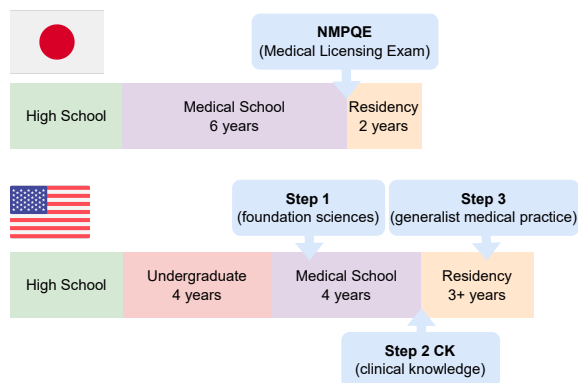 NMPQE
(Medical Licensing Exam)
High School
Medical School
6 years
Residency
2 years
Step 1
(foundation sciences)
Step 3
(generalist medical practice)
High School
Undergraduate
4 years
Medical School
4 years
Residency
3+ years
Step 2 CK
(clinical knowledge)